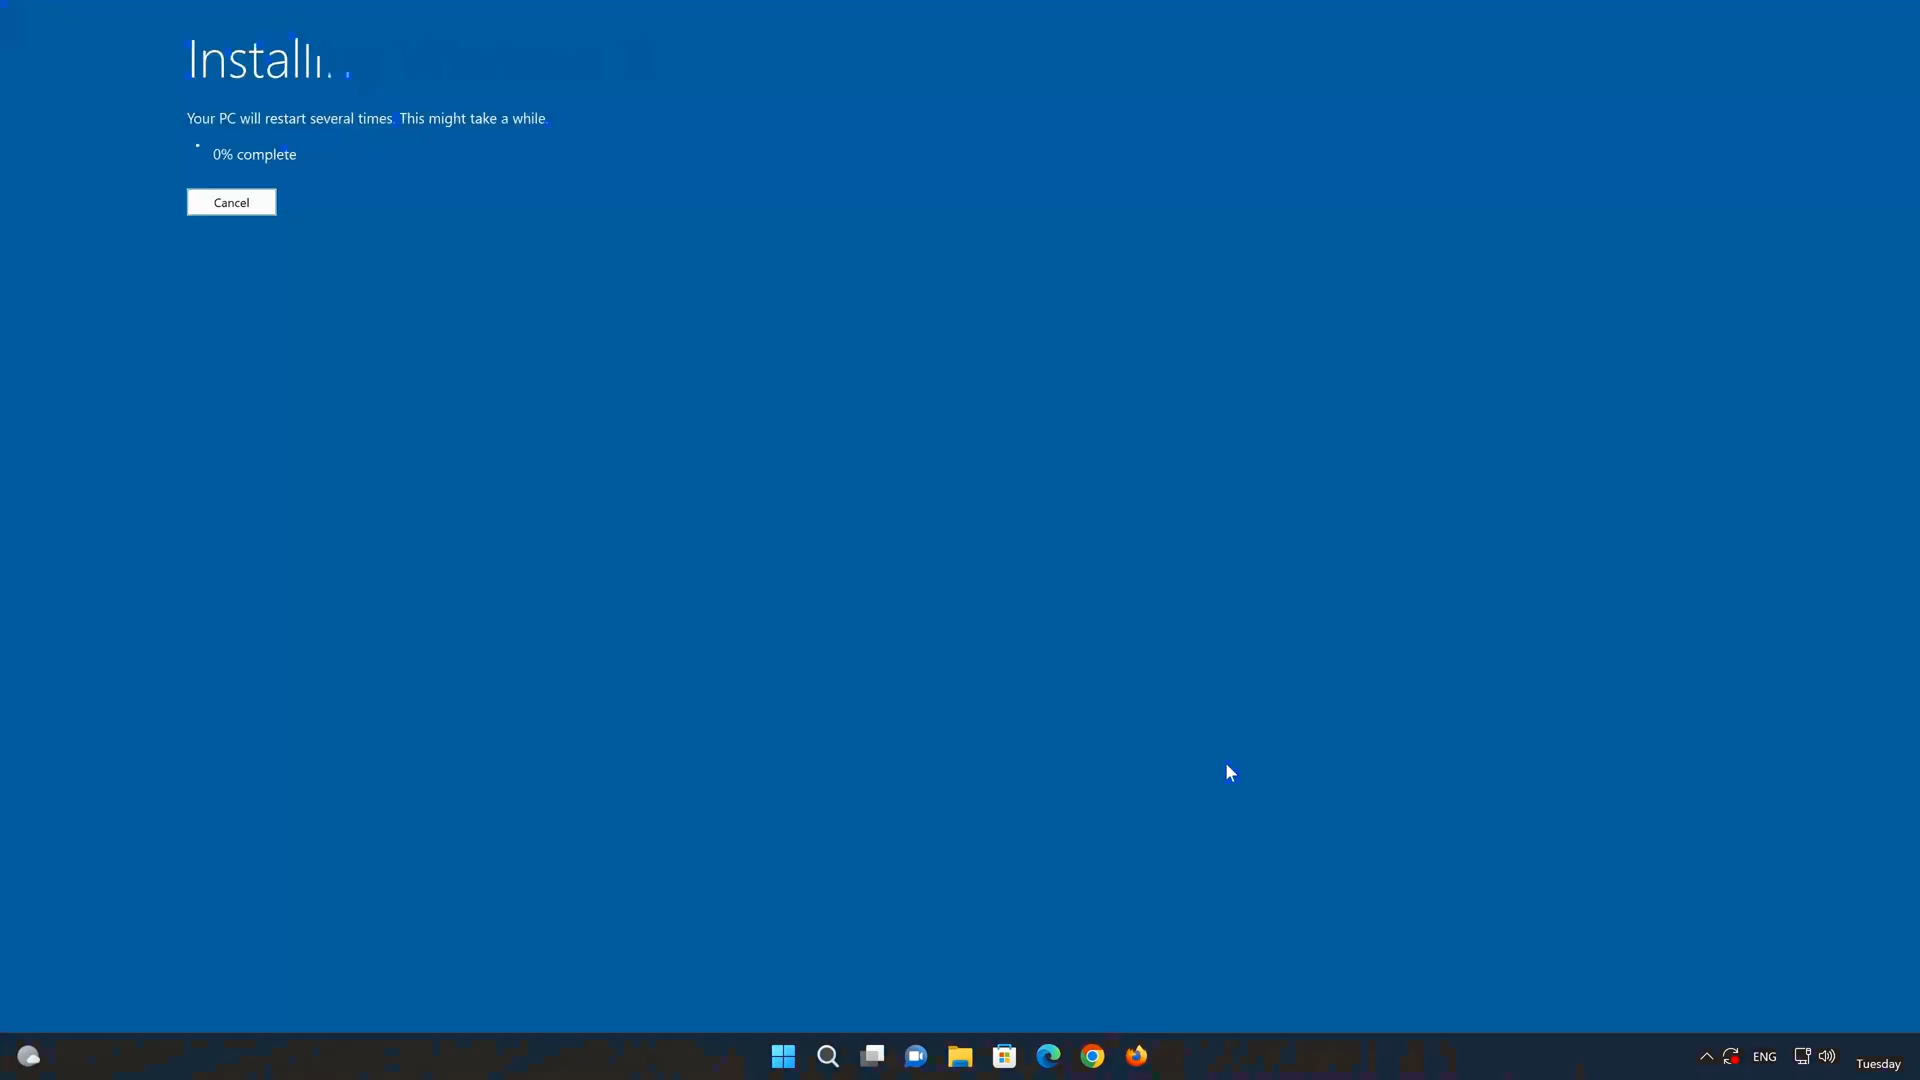 Your PC will restart several times. This might take a while.
0% complete
Cancel
ENG
Tuesday